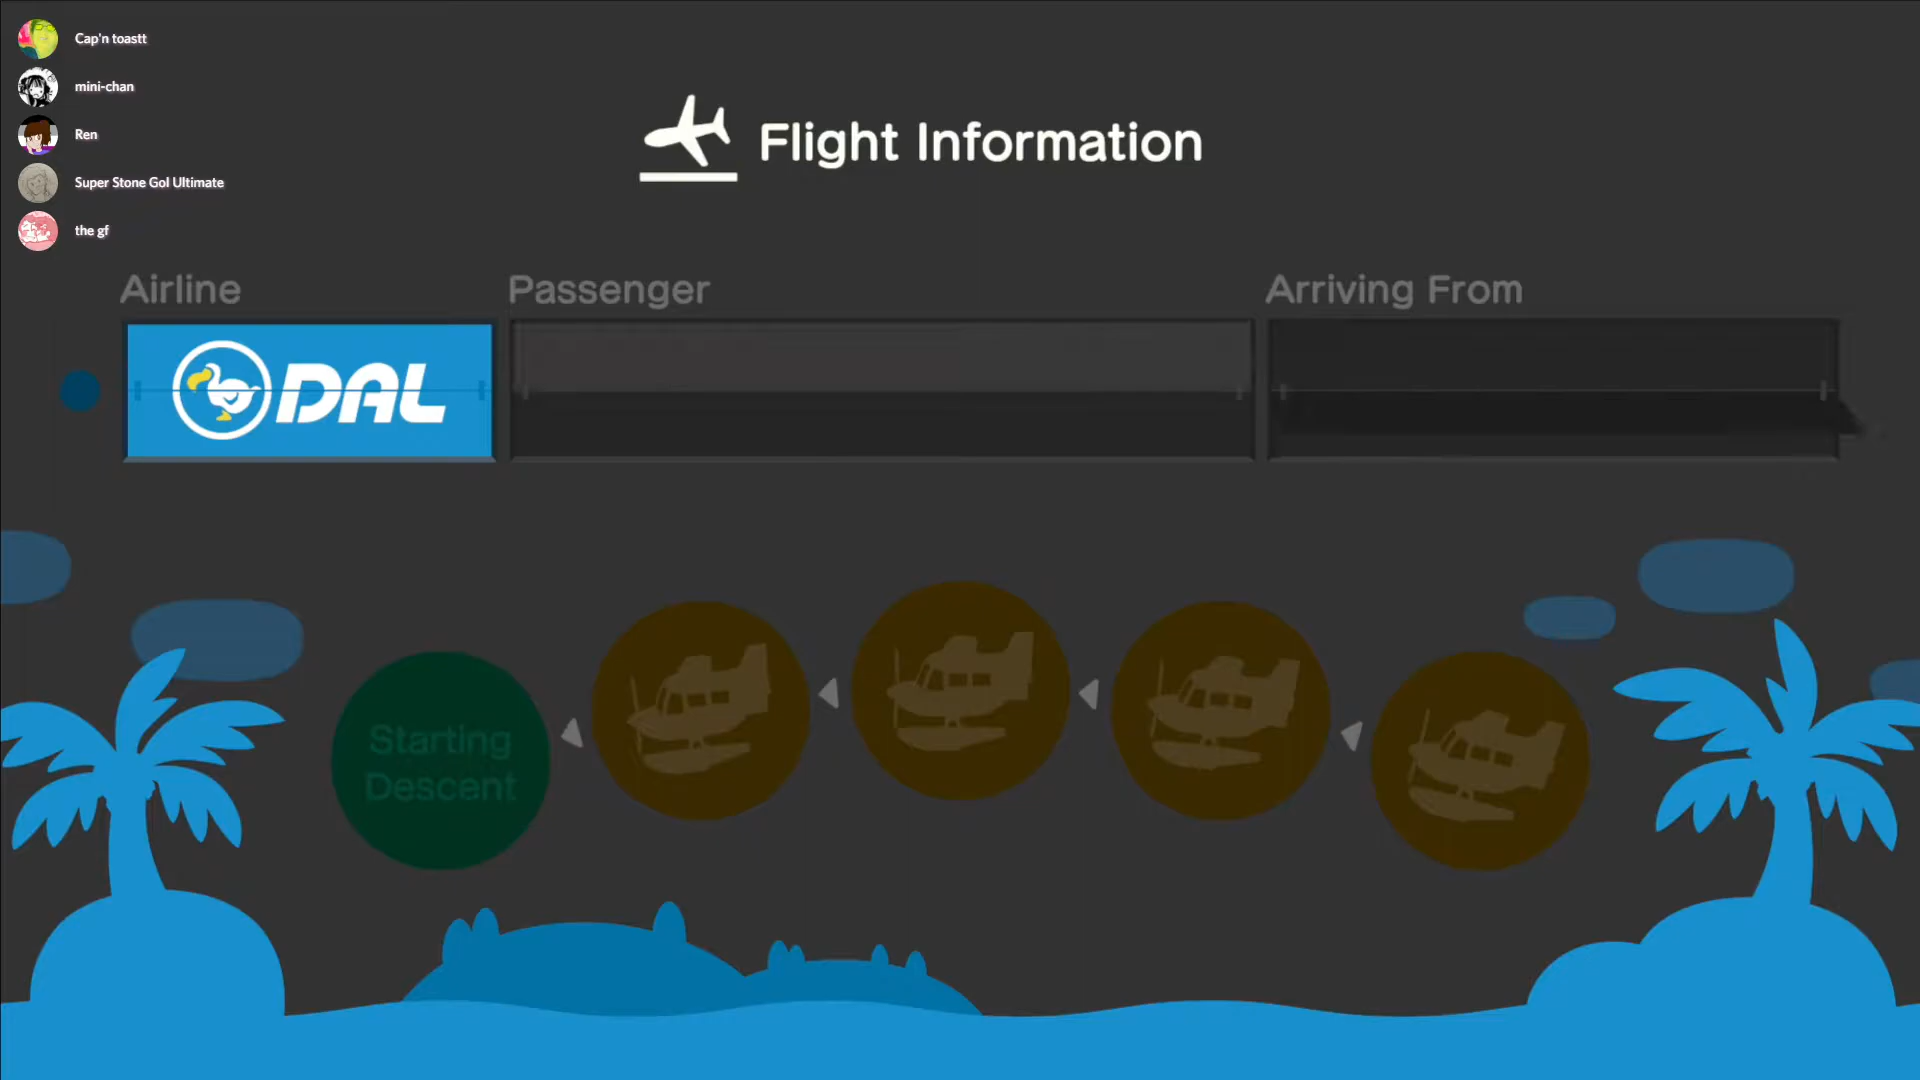 Cap'n toastt
mini-chan
Ren
Super Stone Gol Ultimate
the gf
Flight Information
Airline
Passenger
Arriving From
DAL
Starting
Descent